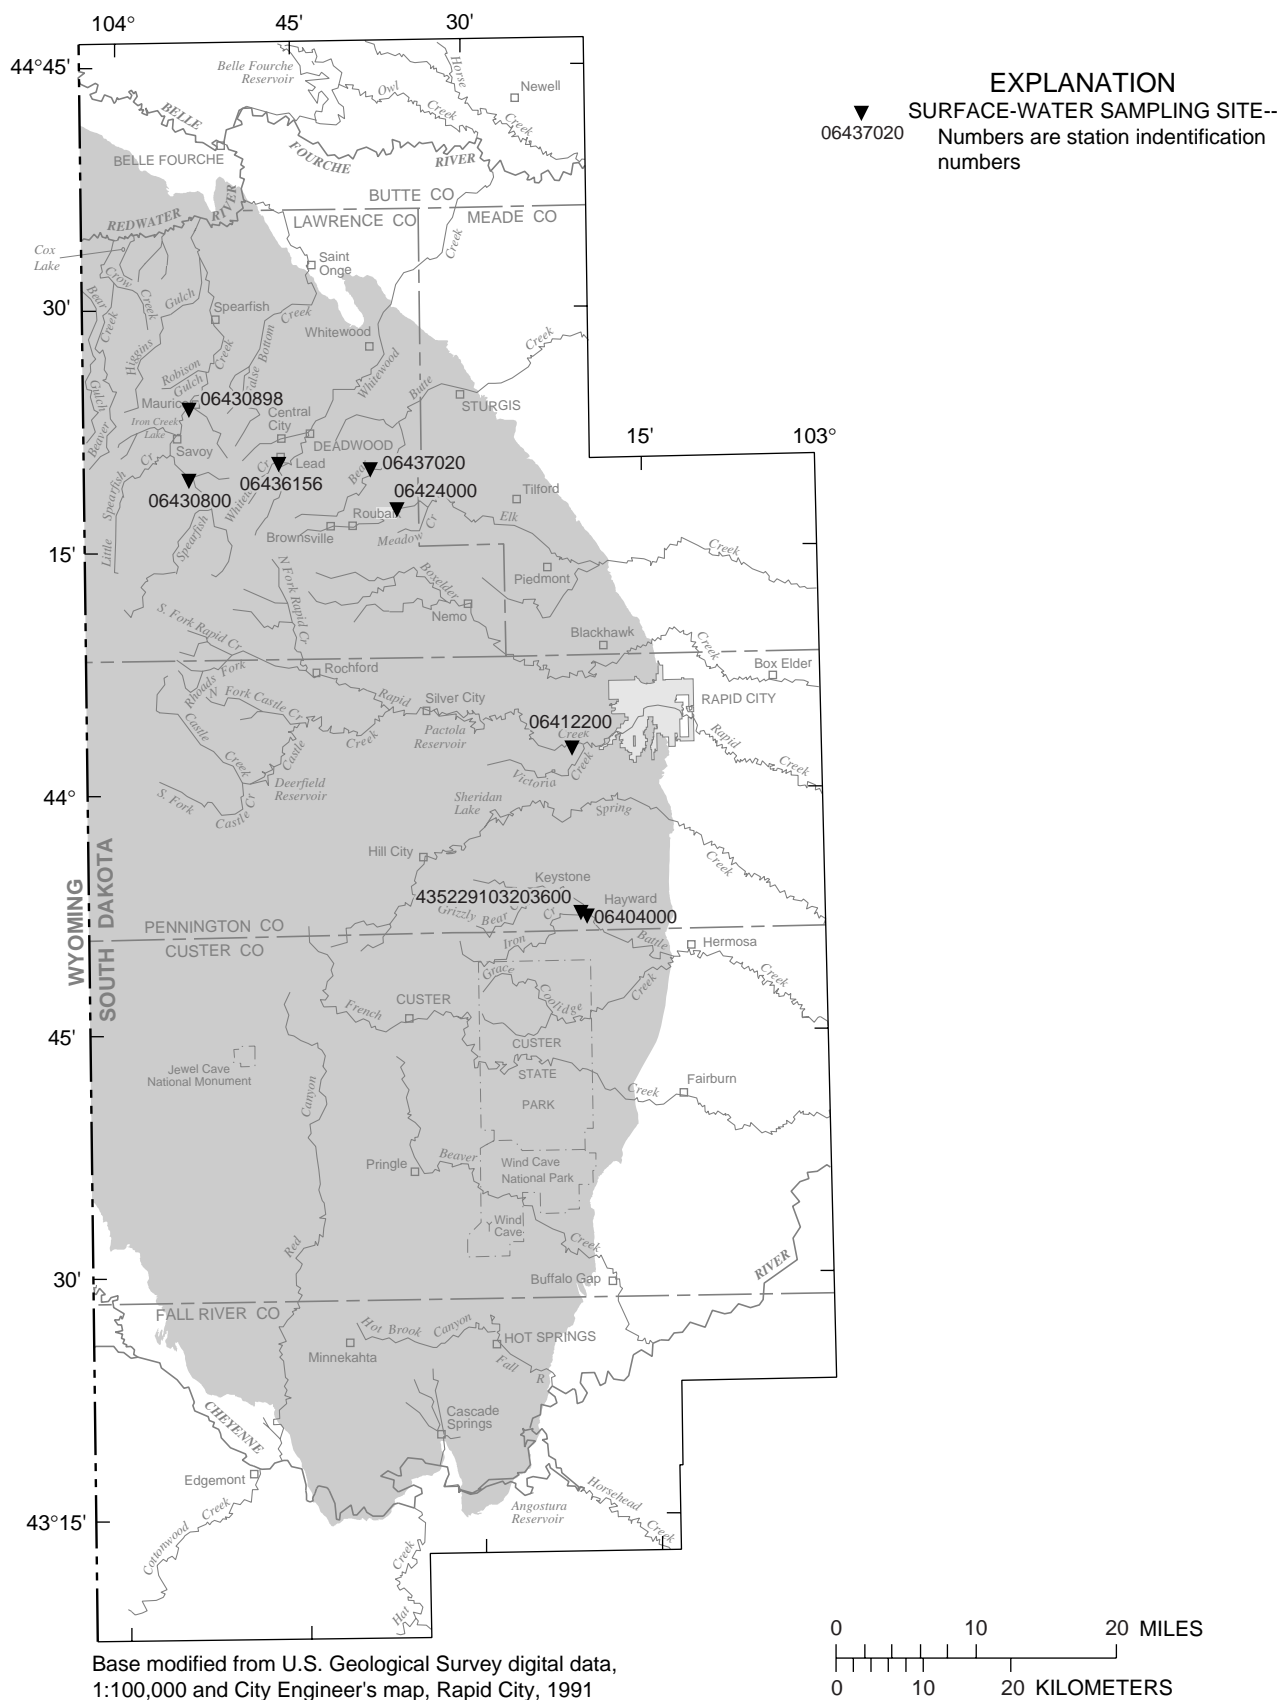 104°
45'
30'
44°45'
Belle Fourche
Reservoir
Owl
Creek
Horse
Creek
Newell
EXPLANATION
SURFACE-WATER SAMPLING SITE--
06437020
Numbers are station indentification
numbers
BELLE
FOURCHE
RIVER
BELLE FOURCHE
BUTTE CO
LAWRENCE CO
MEADE CO
REDWATER
RIVER
Creek
Cox
Lake
Saint
Onge
Crow
Creek
Gulch
Bear
Creek
30'
Spearfish
Creek
Whitewood
Creek
Higgins
Robison
Gulch
Creek
False Bottom
Whitewood
Butte
Gulch
Beaver
Maurice
06430898
Iron Creek
Lake
Central
City
STURGIS
15'
103°
DEADWOOD
Savoy
Cr
Cr
Lead
Bear
06437020
06436156
06430800
06424000
Tilford
Spearfish
Little
Whitewood
Spearfish
Roubaix
Brownsville
Meadow
Cr
Elk
Creek
15'
N Fork Rapid Cr
Boxelder
Piedmont
Nemo
S. Fork Rapid Cr
Blackhawk
Creek
Box Elder
Rhoads
Fork
Rochford
N Fork Castle Cr
Rapid
Silver City
RAPID CITY
06412200
Creek
Castle
Creek
Creek
Castle
Pactola
Reservoir
Rapid
Creek
Victoria
Creek
Deerfield
Reservoir
S. Fork
Castle Cr
44°
Sheridan
Lake
Spring
Creek
Hill City
Keystone
435229103203600
Hayward
06404000
Grizzly
Bear
C
Cr
WYOMING
SOUTH DAKOTA
PENNINGTON CO
CUSTER CO
Iron
Battle
Hermosa
Creek
Grace
Coolidge
Creek
French
CUSTER
45'
CUSTER
STATE
PARK
Jewel Cave
National Monument
Canyon
Creek
Fairburn
Pringle
Beaver
Wind Cave
National Park
Wind
Cave
Red
Creek
RIVER
30'
Buffalo Gap
FALL RIVER CO
Hot Brook
Canyon
HOT SPRINGS
Minnekahta
Fall
R
CHEYENNE
Cascade
Springs
Edgemont
Creek
Cottonwood
Angostura
Reservoir
Horsehead
Creek
43°15'
Creek
Hat
0 10 20 MILES
0 10 20 KILOMETERS
Base modified from U.S. Geological Survey digital data,
1:100,000 and City Engineer's map, Rapid City, 1991